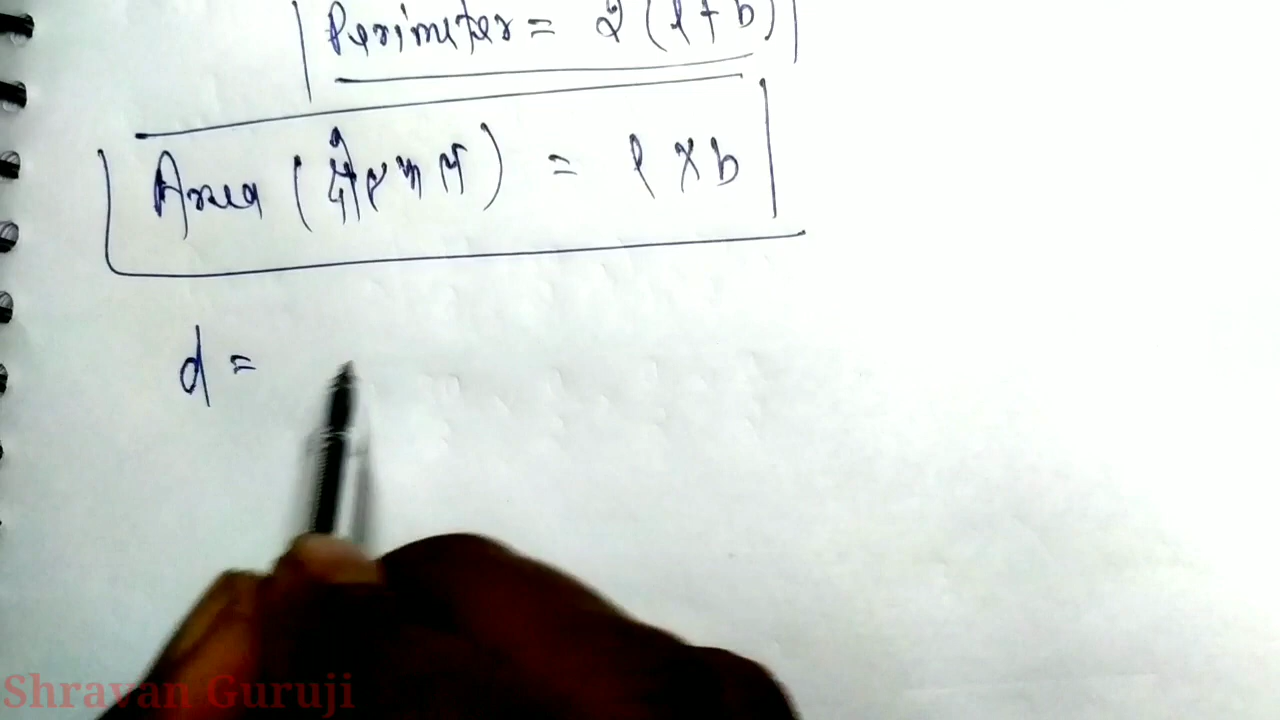 Perimeter = 2 (l + b)
Area (क्षेत्रफल) = l × b
d =
Shravan Guruji